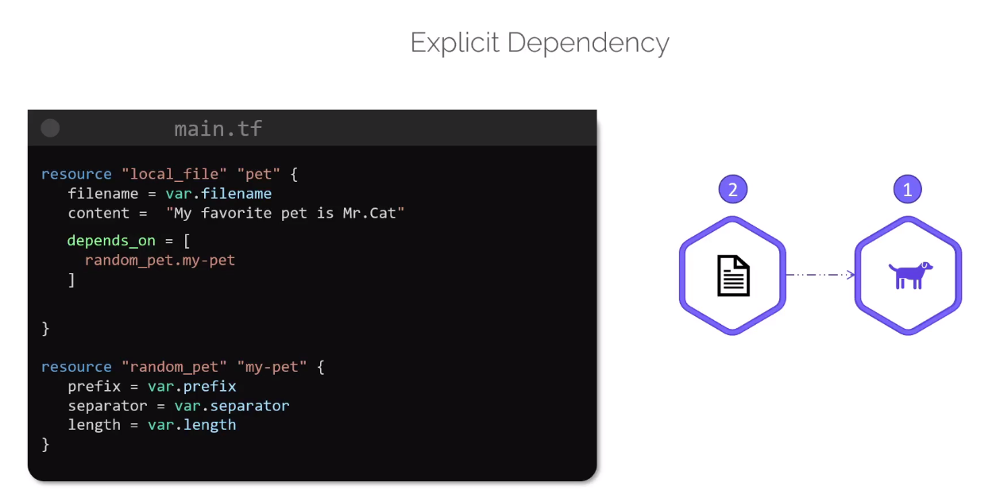 Explicit Dependency
main.tf
resource "local_file" "pet" {
filename = var.filename
content =  "My favorite pet is Mr.Cat"
depends_on = [
random_pet.my-pet
]
}
resource "random_pet" "my-pet" {
prefix = var.prefix
separator = var.separator
length = var.length
}
2
1